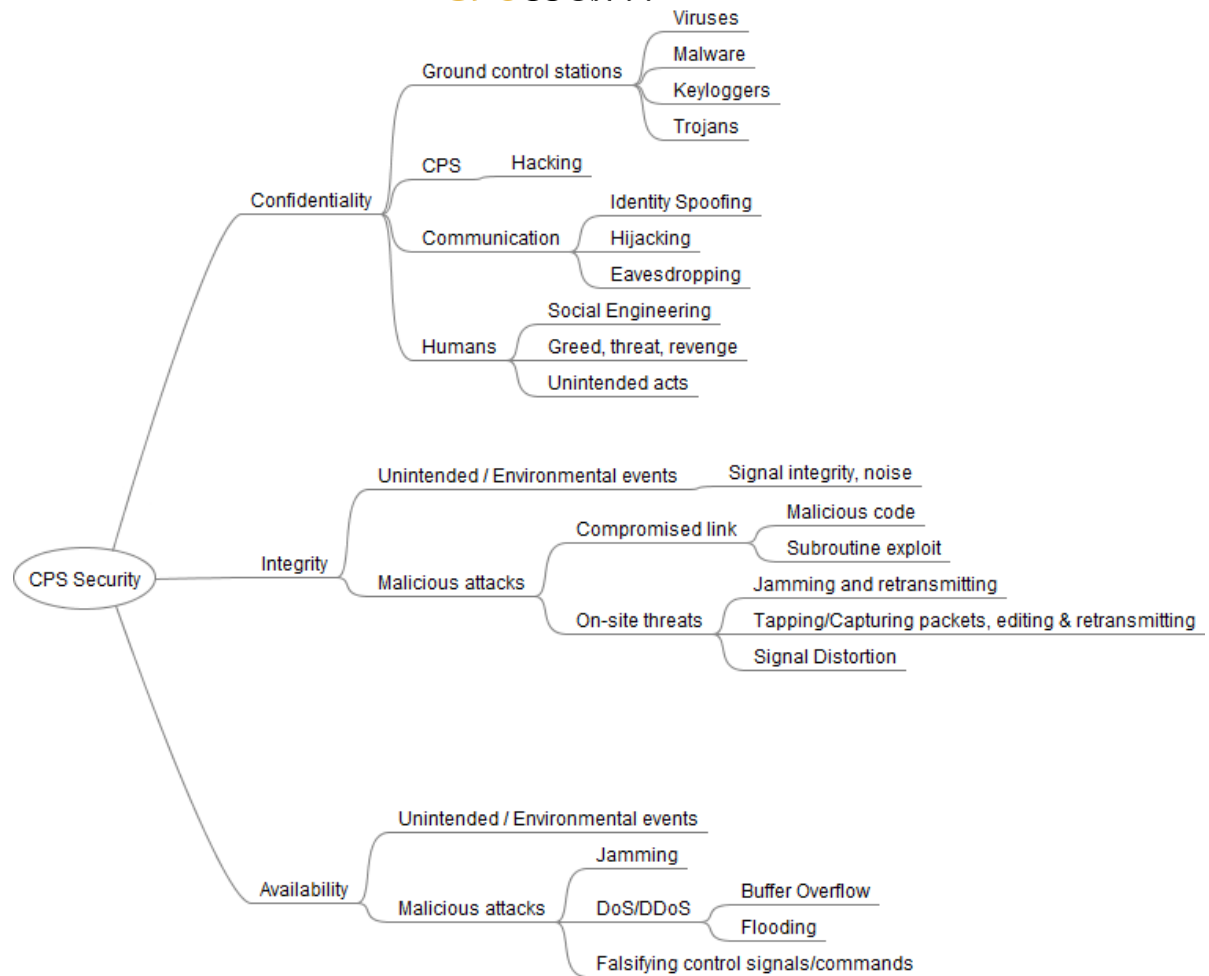 Viruses
Malware
Ground control stations
Keyloggers
Trojans
CPS
Hacking
Confidentiality
Identity Spoofing
Communication
Hijacking
Eavesdropping
Social Engineering
Humans
Greed, threat, revenge
Unintended acts
Unintended / Environmental events
Signal integrity, noise
Compromised link
Malicious code
Subroutine exploit
CPS Security
Integrity
Malicious attacks
Jamming and retransmitting
On-site threats
Tapping/Capturing packets, editing & retransmitting
Signal Distortion
Unintended / Environmental events
Availability
Jamming
Malicious attacks
DoS/DDoS
Buffer Overflow
Flooding
Falsifying control signals/commands